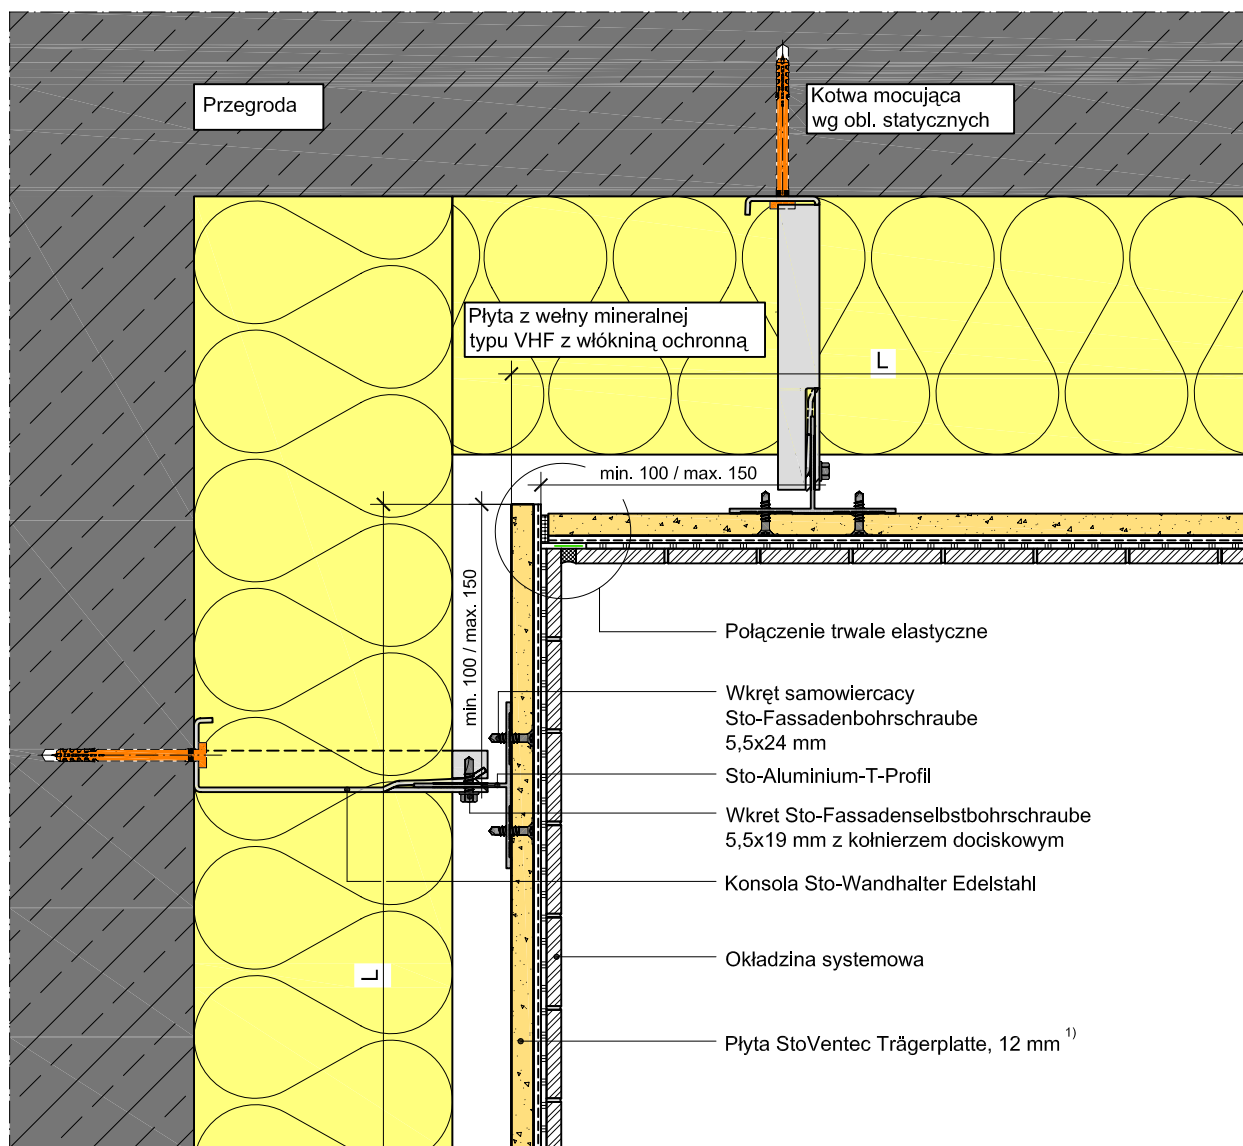 Przegroda
Kotwa mocująca
wg obl. statycznych
Płyta z wełny mineralnej
typu VHF z włókniną ochronną
L
min. 100 / max. 150
min. 100 / max. 150
Połączenie trwale elastyczne
Wkręt samowiercacy
Sto-Fassadenbohrschraube
5,5x24 mm
Sto-Aluminium-T-Profil
Wkret Sto-Fassadenselbstbohrschraube
5,5x19 mm z kołnierzem dociskowym
Konsola Sto-Wandhalter Edelstahl
Okładzina systemowa
L
Płyta StoVentec Trägerplatte, 12 mm 1)